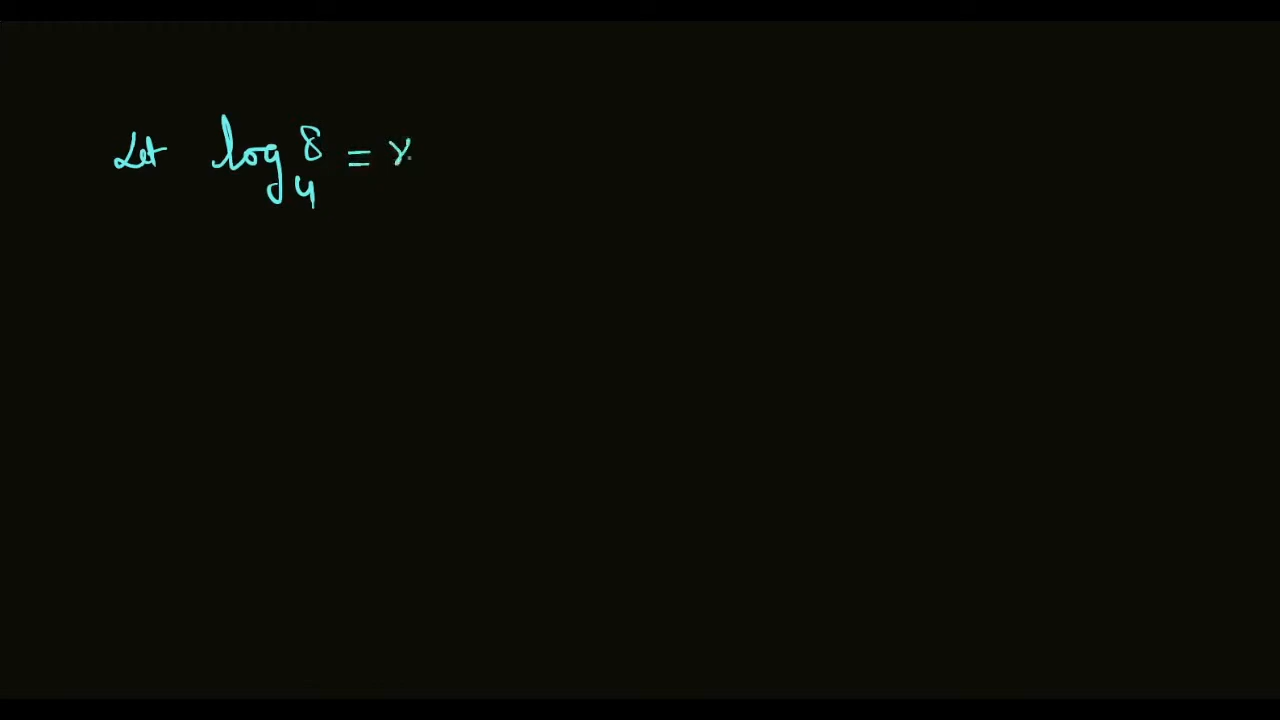 Let log₄ 8 = x